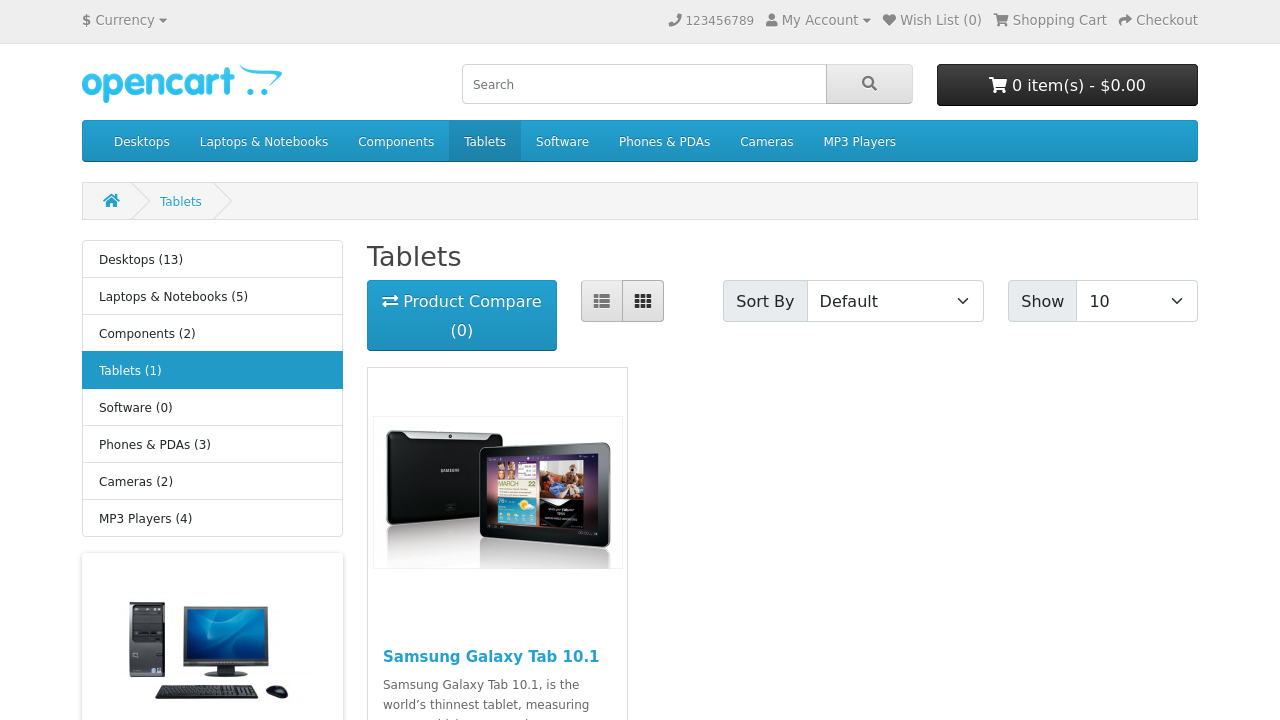 $ Currency
123456789 My Account Wish List (0) Shopping Cart Checkout
opencart
Search
0 item(s) - $0.00
Desktops Laptops & Notebooks Components Tablets Software Phones & PDAs Cameras MP3 Players
Tablets
Desktops (13)
Laptops & Notebooks (5)
Components (2)
Tablets (1)
Software (0)
Phones & PDAs (3)
Cameras (2)
MP3 Players (4)
Tablets
Product Compare
(0)
Sort By Default
Show 10
SAMSUNG
MARCH 22
Samsung Galaxy Tab 10.1
Samsung Galaxy Tab 10.1, is the
world’s thinnest tablet, measuring